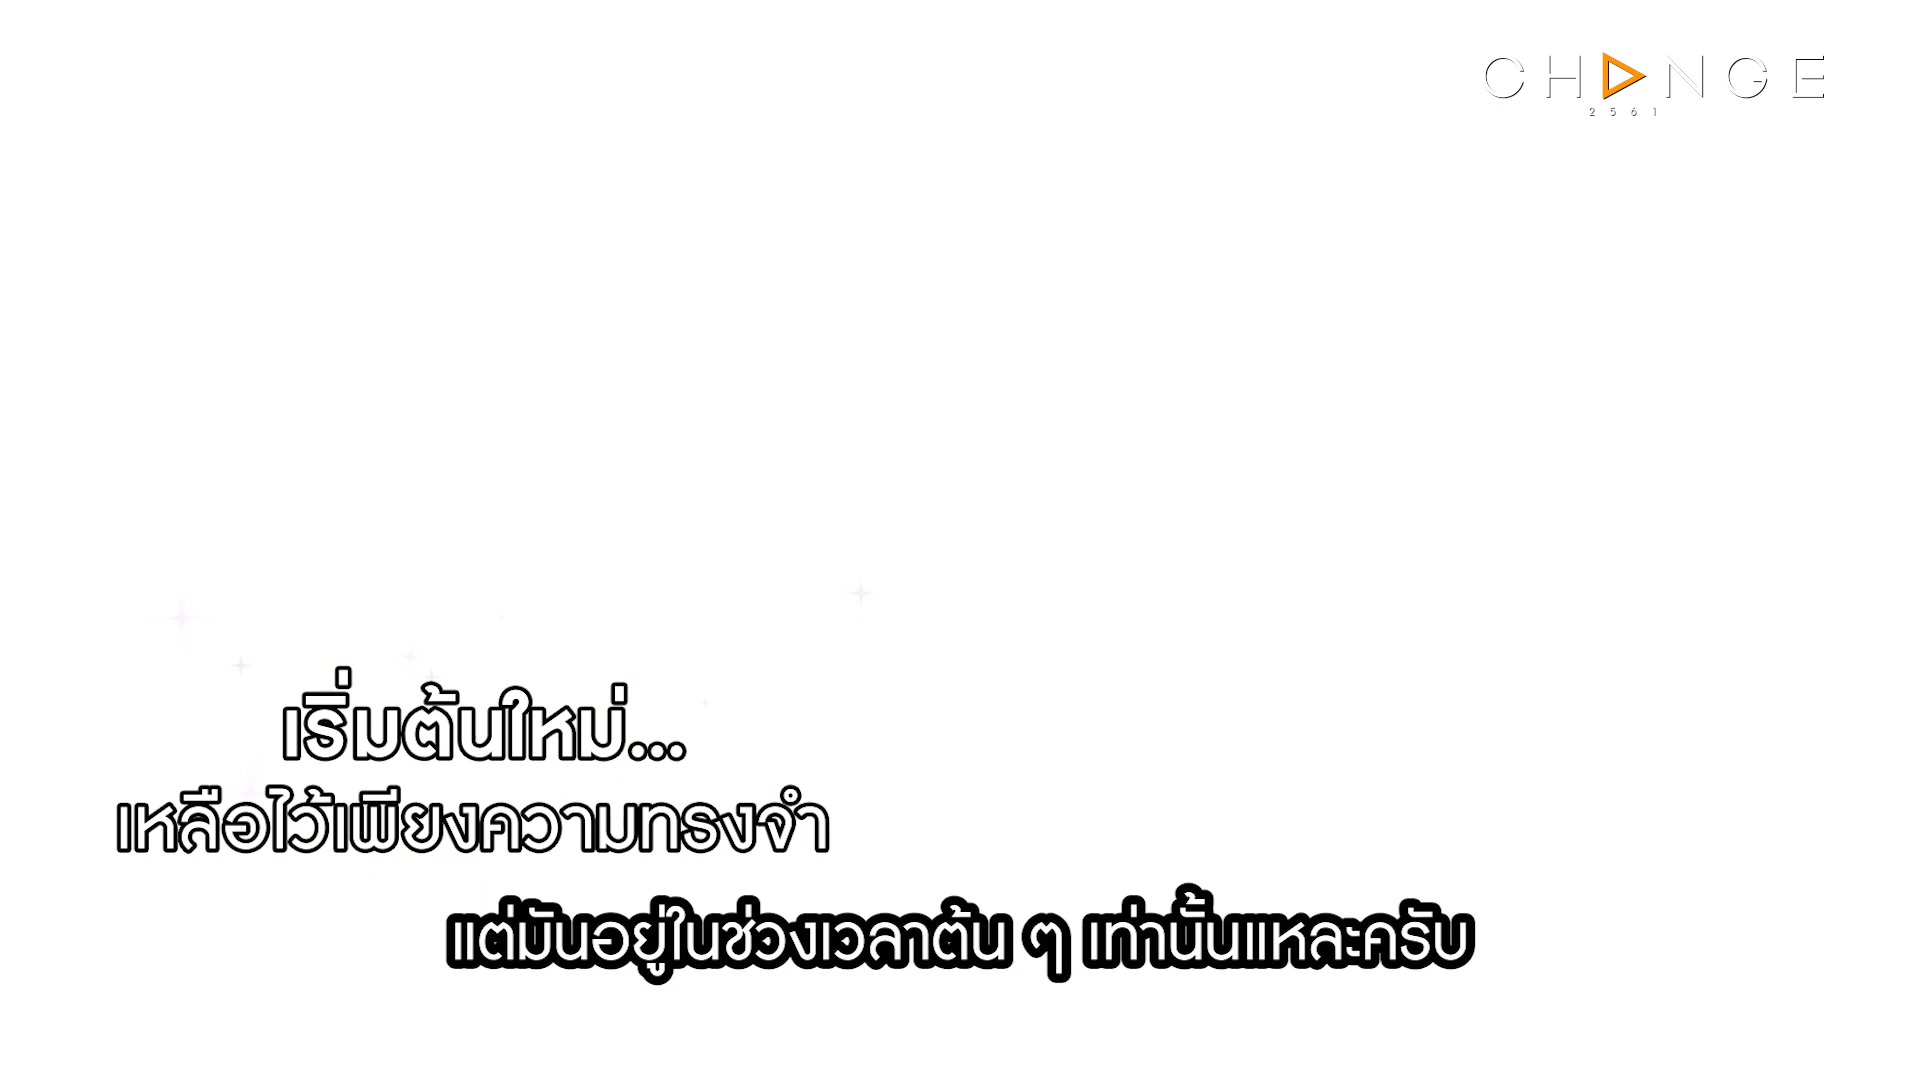 CHANGE
2561
เริ่มต้นใหม่...
เหลือไว้เพียงความทรงจำ
แต่มันอยู่ในช่วงเวลาต้น ๆ เท่านั้นแหละครับ